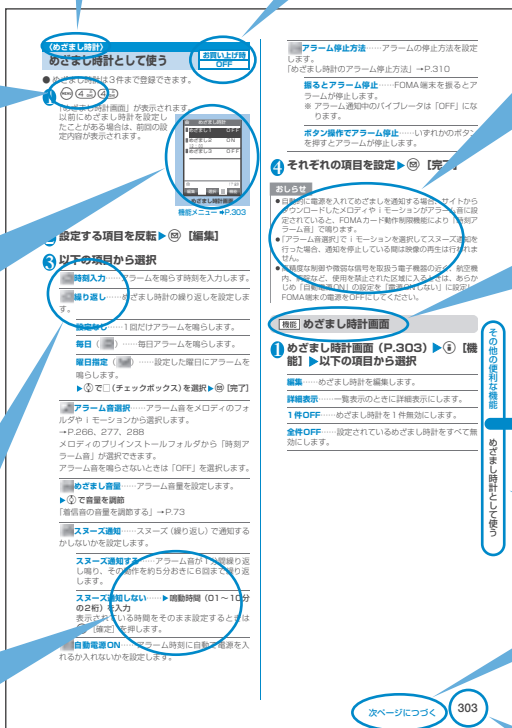 〈めざまし時計〉
めざまし時計として使う
お買い上げ時
OFF
● めざまし時計は3件まで登録できます。
1
「めざまし時計画面」が表示されます。
以前にめざまし時計を設定し
たことがある場合は、前回の設
定内容が表示されます。
めざまし時計
めざまし1 OFF
めざまし2 ON
めざまし3 OFF
めざまし時計画面
機能メニュー➡P.303
2 設定する項目を反転▶［編集］
3 以下の項目から選択
時刻入力……アラームを鳴らす時刻を入力します。
繰り返し……めざまし時計の繰り返しを設定しま
す。
設定なし……1回だけアラームを鳴らします。
毎日（ ）……毎日アラームを鳴らします。
曜日指定（ ）……設定した曜日にアラームを
鳴らします。
▶で□（チェックボックス）を選択▶［完了］
アラーム音選択……アラーム音をメロディのフォ
ルダや i モーションから選択します。
→P.266、277、288
メロディのプリインストールフォルダから「時刻ア
ラーム音」が選択できます。
アラーム音を鳴らさないときは「OFF」を選択します。
めざまし音量……アラーム音量を設定します。
▶で音量を調節
「着信音の音量を調節する」→P.73
スヌーズ通知……スヌーズ（繰り返し）で通知する
かしないかを設定します。
スヌーズ通知する……アラーム音が1分間繰り返
し鳴り、その動作を約5分おきに6回まで繰り返
します。
スヌーズ通知しない……▶鳴動時間（01～10分
の2桁）を入力
表示されている時間をそのまま設定するときは
［確定］を押します。
自動電源ON……アラーム時刻に自動で電源を入
れるか入れないかを設定します。
アラーム停止方法……アラームの停止方法を設定
します。
「めざまし時計のアラーム停止方法」→P.310
振るとアラーム停止……FOMA端末を振るとア
ラームが停止します。
※ アラーム通知中のバイブレータは「OFF」にな
ります。
ボタン操作でアラーム停止……いずれかのボタン
を押すとアラームが停止します。
4 それぞれの項目を設定▶［完了］
おしらせ
●自動的に電源を入れてめざましを通知する場合、サイトから
ダウンロードしたメロディや i モーションがアラーム音に設
定されていると、FOMAカード動作制限機能により「時刻ア
ラーム音」で鳴ります。
●「アラーム音選択」で i モーションを選択してスヌーズ通知を
行った場合、通知を停止している間は映像の再生は行われま
せん。
●高精度な制御や微弱な信号を取扱う電子機器の近く、航空機
内、病院など、使用を禁止された区域に入るときは、あらか
じめ「自動電源ON」の設定を「電源ONしない」に設定し、
FOMA端末の電源をOFFにしてください。
機能 めざまし時計画面
1 めざまし時計画面（P.303）▶［機
能］▶以下の項目から選択
編集……めざまし時計を編集します。
詳細表示……一覧表示のときに詳細表示にします。
1件OFF……めざまし時計を1件無効にします。
全件OFF……設定されているめざまし時計をすべて無
効にします。
その他の便利な機能
めざまし時計として使う
次ページにつづく
303